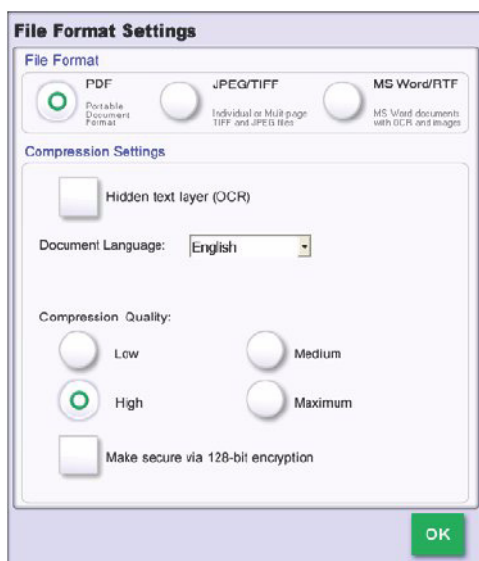 File Format Settings
File Format
PDF
Portable
Document
Format
JPEG/TIFF
Individual or Multi-page
TIFF and JPEG files
MS Word/RTF
MS Word documents
with OCR and images
Compression Settings
Hidden text layer (OCR)
Document Language: English
Compression Quality:
Low Medium
High Maximum
Make secure via 128-bit encryption
OK